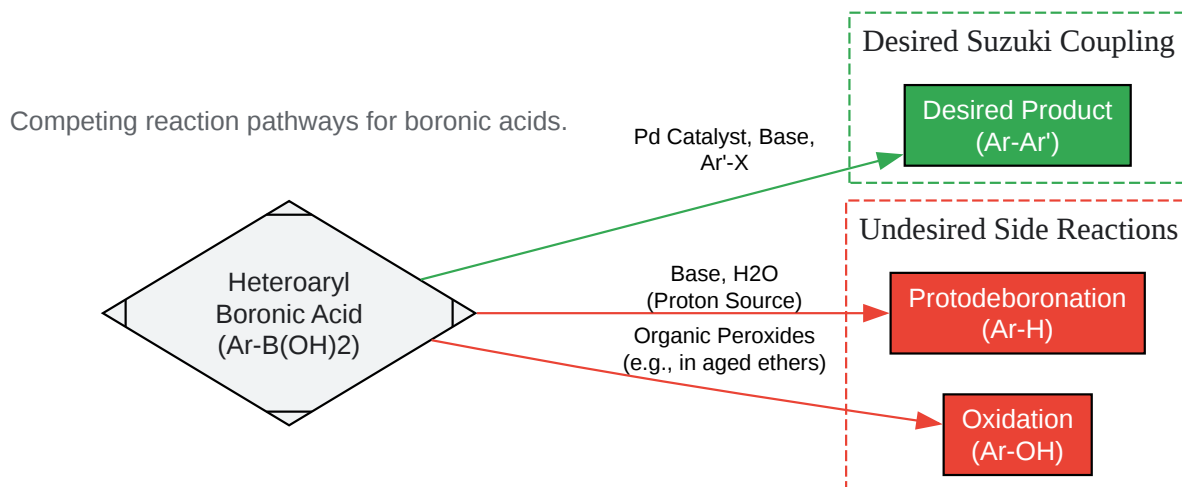 Desired Suzuki Coupling
Desired Product
(Ar-Ar')
Competing reaction pathways for boronic acids.
Pd Catalyst, Base,
Ar'-X
Undesired Side Reactions
Heteroaryl
Boronic Acid
(Ar-B(OH)2)
Base, H2O
(Proton Source)
Protodeboronation
(Ar-H)
Organic Peroxides
(e.g., in aged ethers)
Oxidation
(Ar-OH)